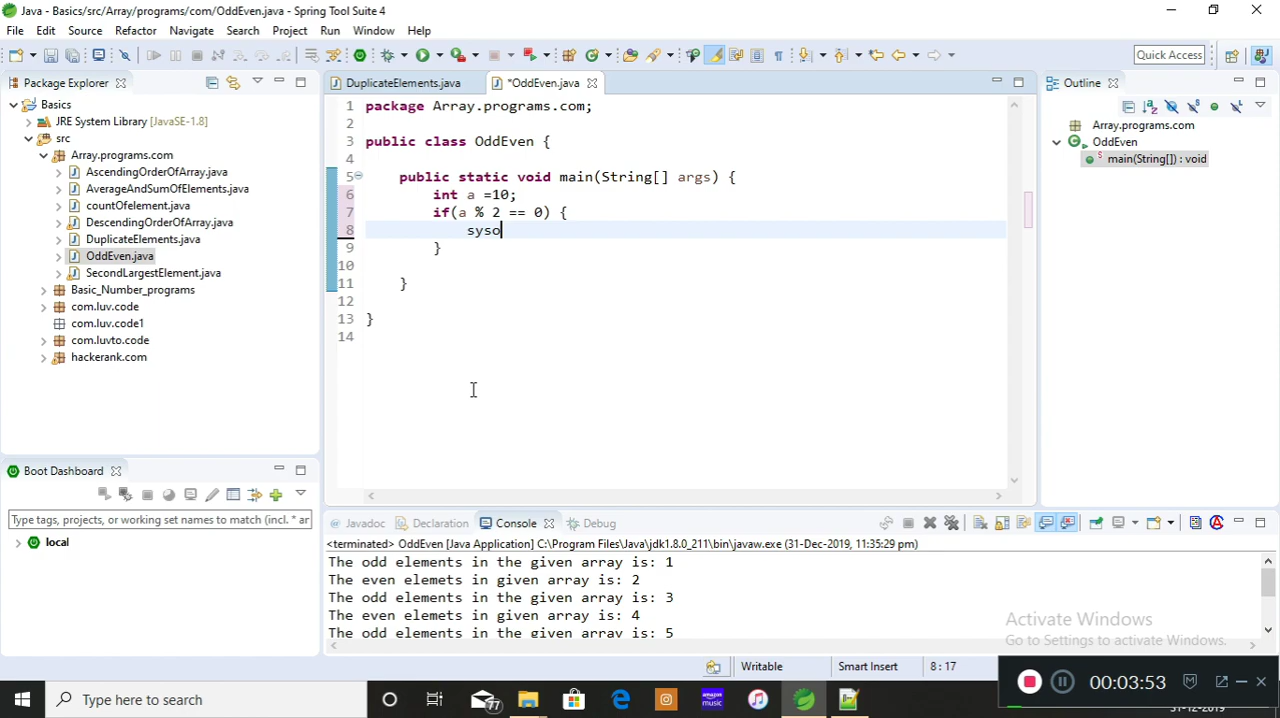 Java - Basics/src/Array/programs/com/OddEven.java - Spring Tool Suite 4
File Edit Source Refactor Navigate Search Project Run Window Help
Quick Access
Package Explorer
DuplicateElements.java
*OddEven.java
Outline
Basics
JRE System Library [JavaSE-1.8]
src
Array.programs.com
AscendingOrderOfArray.java
AverageAndSumOfElements.java
countOfelement.java
DescendingOrderOfArray.java
DuplicateElements.java
OddEven.java
SecondLargestElement.java
Basic_Number_programs
com.luv.code
com.luv.code1
com.luvto.code
hackerank.com
1 package Array.programs.com;
2
3 public class OddEven {
4
5 public static void main(String[] args) {
6 int a =10;
7 if(a % 2 == 0) {
8 syso
9 }
10
11 }
12
13 }
14
Array.programs.com
OddEven
main(String[]) : void
Boot Dashboard
Type tags, projects, or working set names to match (incl. * ar
local
Javadoc Declaration Console Debug
<terminated> OddEven [Java Application] C:\Program Files\Java\jdk1.8.0_211\bin\javaw.exe (31-Dec-2019, 11:35:29 pm)
The odd elements in the given array is: 1
The even elemets in given array is: 2
The odd elements in the given array is: 3
The even elemets in given array is: 4
The odd elements in the given array is: 5
Activate Windows
Go to Settings to activate Windows.
Writable
Smart Insert
8 : 17
00:03:53
Type here to search
77
amazon music
31-12-2019